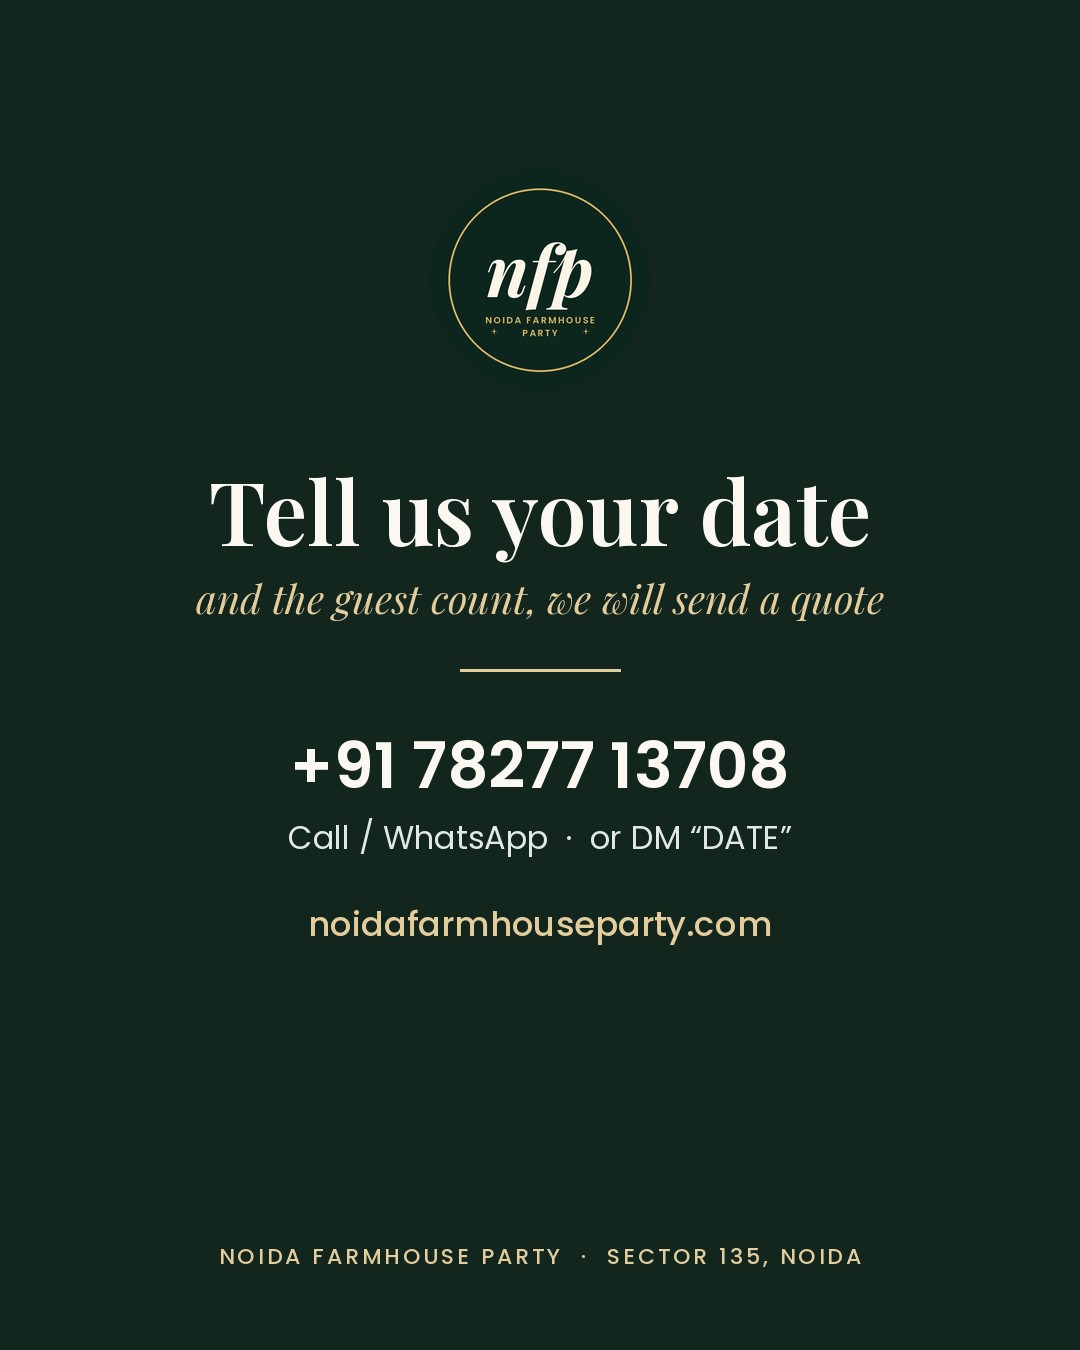 nfp
NOIDA FARMHOUSE
PARTY
Tell us your date
and the guest count, we will send a quote
+91 78277 13708
Call / WhatsApp · or DM “DATE”
noidafarmhouseparty.com
NOIDA FARMHOUSE PARTY · SECTOR 135, NOIDA